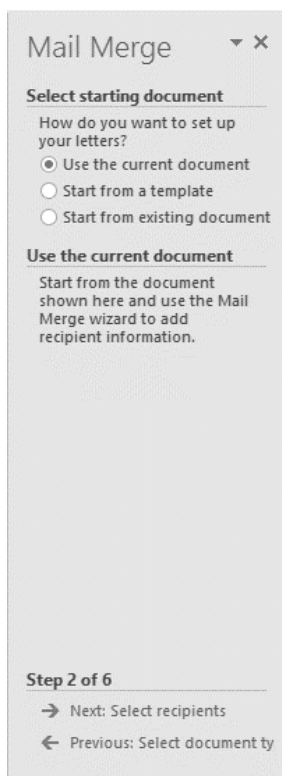 Mail Merge
Select starting document
How do you want to set up
your letters?
Use the current document
Start from a template
Start from existing document
Use the current document
Start from the document
shown here and use the Mail
Merge wizard to add
recipient information.
Step 2 of 6
Next: Select recipients
Previous: Select document ty